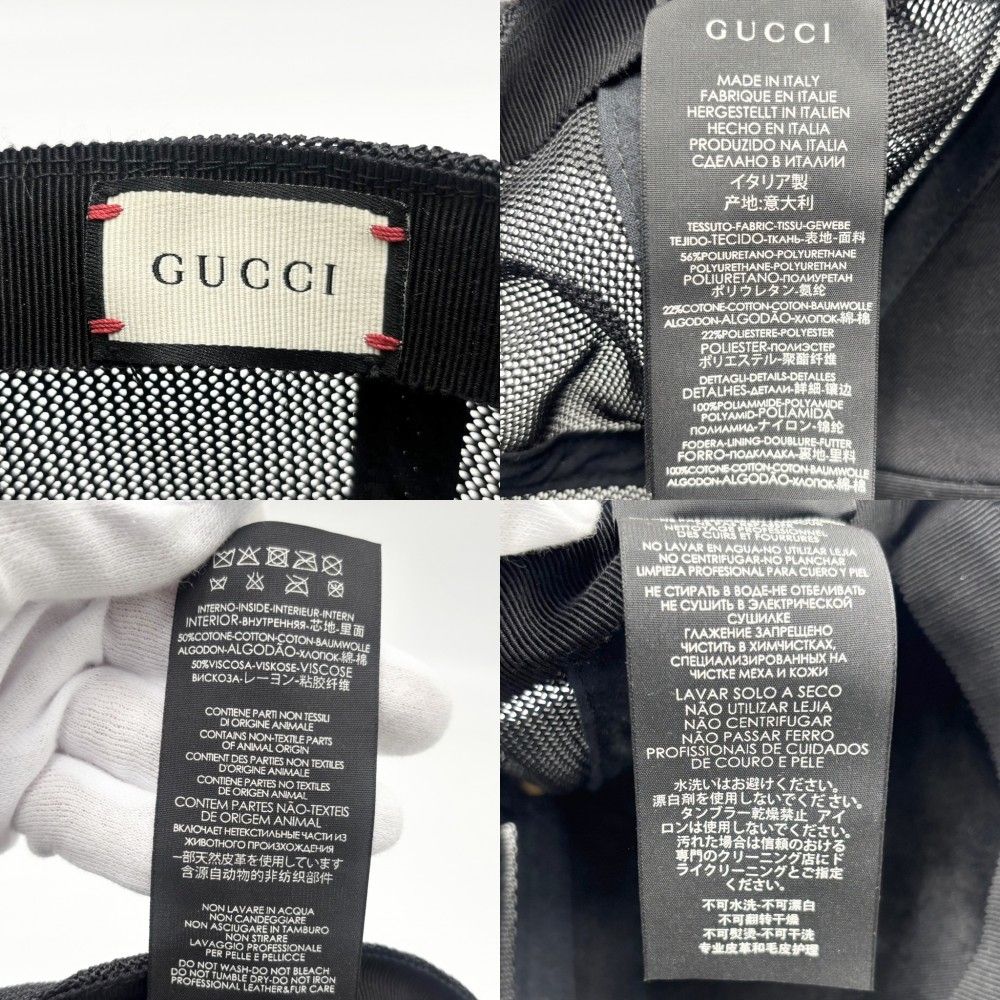 GUCCI
GUCCI
MADE IN ITALY
FABRIQUE EN ITALIE
HERGESTELLT IN ITALIEN
HECHO EN ITALIA
PRODUZIDO NA ITALIA
СДЕЛАНО В ИТАЛИИ
イタリア製
产地:意大利
TESSUTO-FABRIC-TISSU-GEWEBE
TEJIDO-TECIDO-ТКАНЬ-表地-面料
56%POLIURETANO-POLYURETHANE
POLYURETHANE-POLYURETHAN
POLIURETANO-ПОЛИУРЕТАН
ポリウレタン-氨纶
22%COTONE-COTTON-COTON-BAUMWOLLE
ALGODON-ALGODÃO-ХЛОПОК-綿-棉
22%POLIESTERE-POLYESTER
POLIESTER-ПОЛИЭСТЕР
ポリエステル-聚酯纤维
DETTAGLI-DETAILS-DETALLES
DETALHES-ДЕТАЛИ-詳細-镶边
100%POLIAMMIDE-POLYAMIDE
POLYAMID-POLIAMIDA
ПОЛИАМИД-ナイロン-锦纶
FODERA-LINING-DOUBLURE-FUTTER
FORRO-ПОДКЛАДКА-裏地-里料
100%COTONE-COTTON-COTON-BAUMWOLLE
ALGODON-ALGODÃO-ХЛОПОК-綿-棉
INTERNO-INSIDE-INTERIEUR-INTERN
INTERIOR-ВНУТРЕННЯЯ-芯地-里面
50%COTONE-COTTON-COTON-BAUMWOLLE
ALGODON-ALGODÃO-ХЛОПОК-綿-棉
50%VISCOSA-VISKOSE-VISCOSE
ВИСКОЗА-レーヨン-粘胶纤维
CONTIENE PARTI NON TESSILI
DI ORIGINE ANIMALE
CONTAINS NON-TEXTILE PARTS
OF ANIMAL ORIGIN
CONTIENT DES PARTIES NON TEXTILES
D'ORIGINE ANIMALE
CONTIENE PARTES NO TEXTILES
DE ORIGEN ANIMAL
CONTEM PARTES NÃO-TEXTEIS
DE ORIGEM ANIMAL
ВКЛЮЧАЕТ НЕТЕКСТИЛЬНЫЕ ЧАСТИ ИЗ
ЖИВОТНОГО ПРОИСХОЖДЕНИЯ
一部天然皮革を使用しています
含源自动物的非纺织部件
NON LAVARE IN ACQUA
NON CANDEGGIARE
NON ASCIUGARE IN TAMBURO
NON STIRARE
LAVAGGIO PROFESSIONALE
PER PELLE E PELLICCE
DO NOT WASH-DO NOT BLEACH
DO NOT TUMBLE DRY-DO NOT IRON
PROFESSIONAL LEATHER&FUR CARE
NETTOYAGE PROFESSIONNEL
DES CUIRS ET FOURRURES
NO LAVAR EN AGUA-NO UTILIZAR LEJIA
NO CENTRIFUGAR-NO PLANCHAR
LIMPIEZA PROFESIONAL PARA CUERO Y PIEL
НЕ СТИРАТЬ В ВОДЕ-НЕ ОТБЕЛИВАТЬ
НЕ СУШИТЬ В ЭЛЕКТРИЧЕСКОЙ
СУШИЛКЕ
ГЛАЖЕНИЕ ЗАПРЕЩЕНО
ЧИСТИТЬ В ХИМЧИСТКАХ,
СПЕЦИАЛИЗИРОВАННЫХ НА
ЧИСТКЕ МЕХА И КОЖИ
LAVAR SOLO A SECO
NÃO UTILIZAR LEJIA
NÃO CENTRIFUGAR
NÃO PASSAR FERRO
PROFISSIONAIS DE CUIDADOS
DE COURO E PELE
水洗いはお避けください。
漂白剤を使用しないでください。
タンブラー乾燥禁止 アイ
ロンは使用しないでください。
汚れた場合は信頼のおける
専門のクリーニング店にド
ライクリーニングとご指定
ください。
不可水洗-不可漂白
不可翻转干燥
不可熨烫-不可干洗
专业皮革和毛皮护理